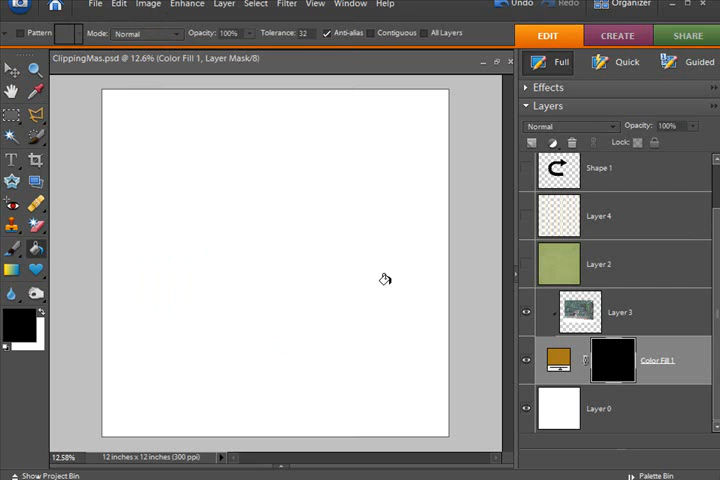 File Edit Image Enhance Layer Select Filter View Window Help Undo Redo Organizer
Pattern Mode: Normal Opacity: 100% Tolerance: 32 Anti-alias Contiguous All Layers EDIT CREATE SHARE
ClippingMas.psd @ 12.6% (Color Fill 1, Layer Mask/8)
Full Quick Guided
Effects
Layers
Normal Opacity: 100%
Lock:
Shape 1
Layer 4
Layer 2
Layer 3
Color Fill 1
Layer 0
12.58% 12 inches x 12 inches (300 ppi)
Show Project Bin Palette Bin